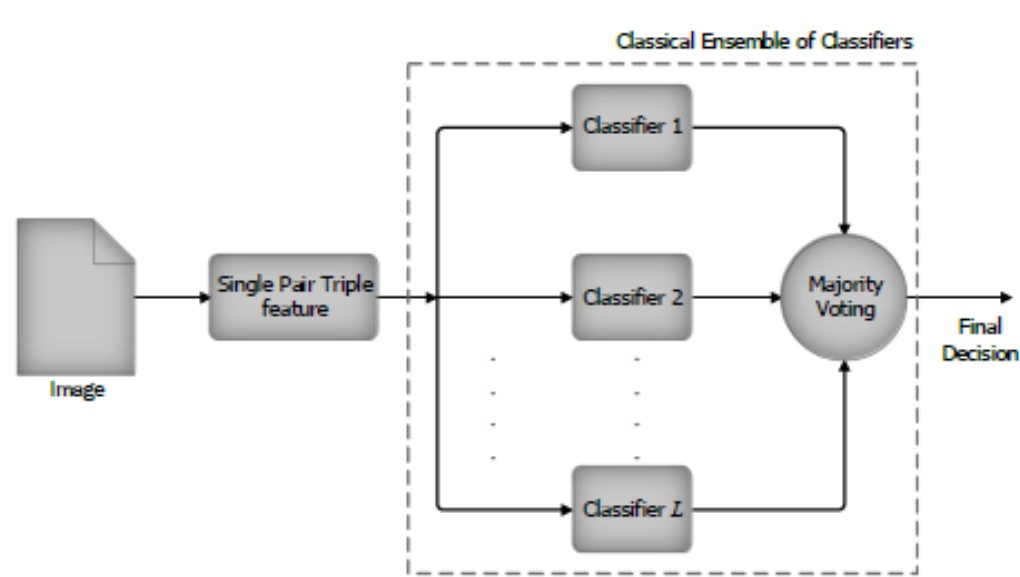 Classical Ensemble of Classifiers
Classifier 1
Single Pair Triple
feature
Classifier 2
Majority
Voting
Final
Decision
Image
Classifier L